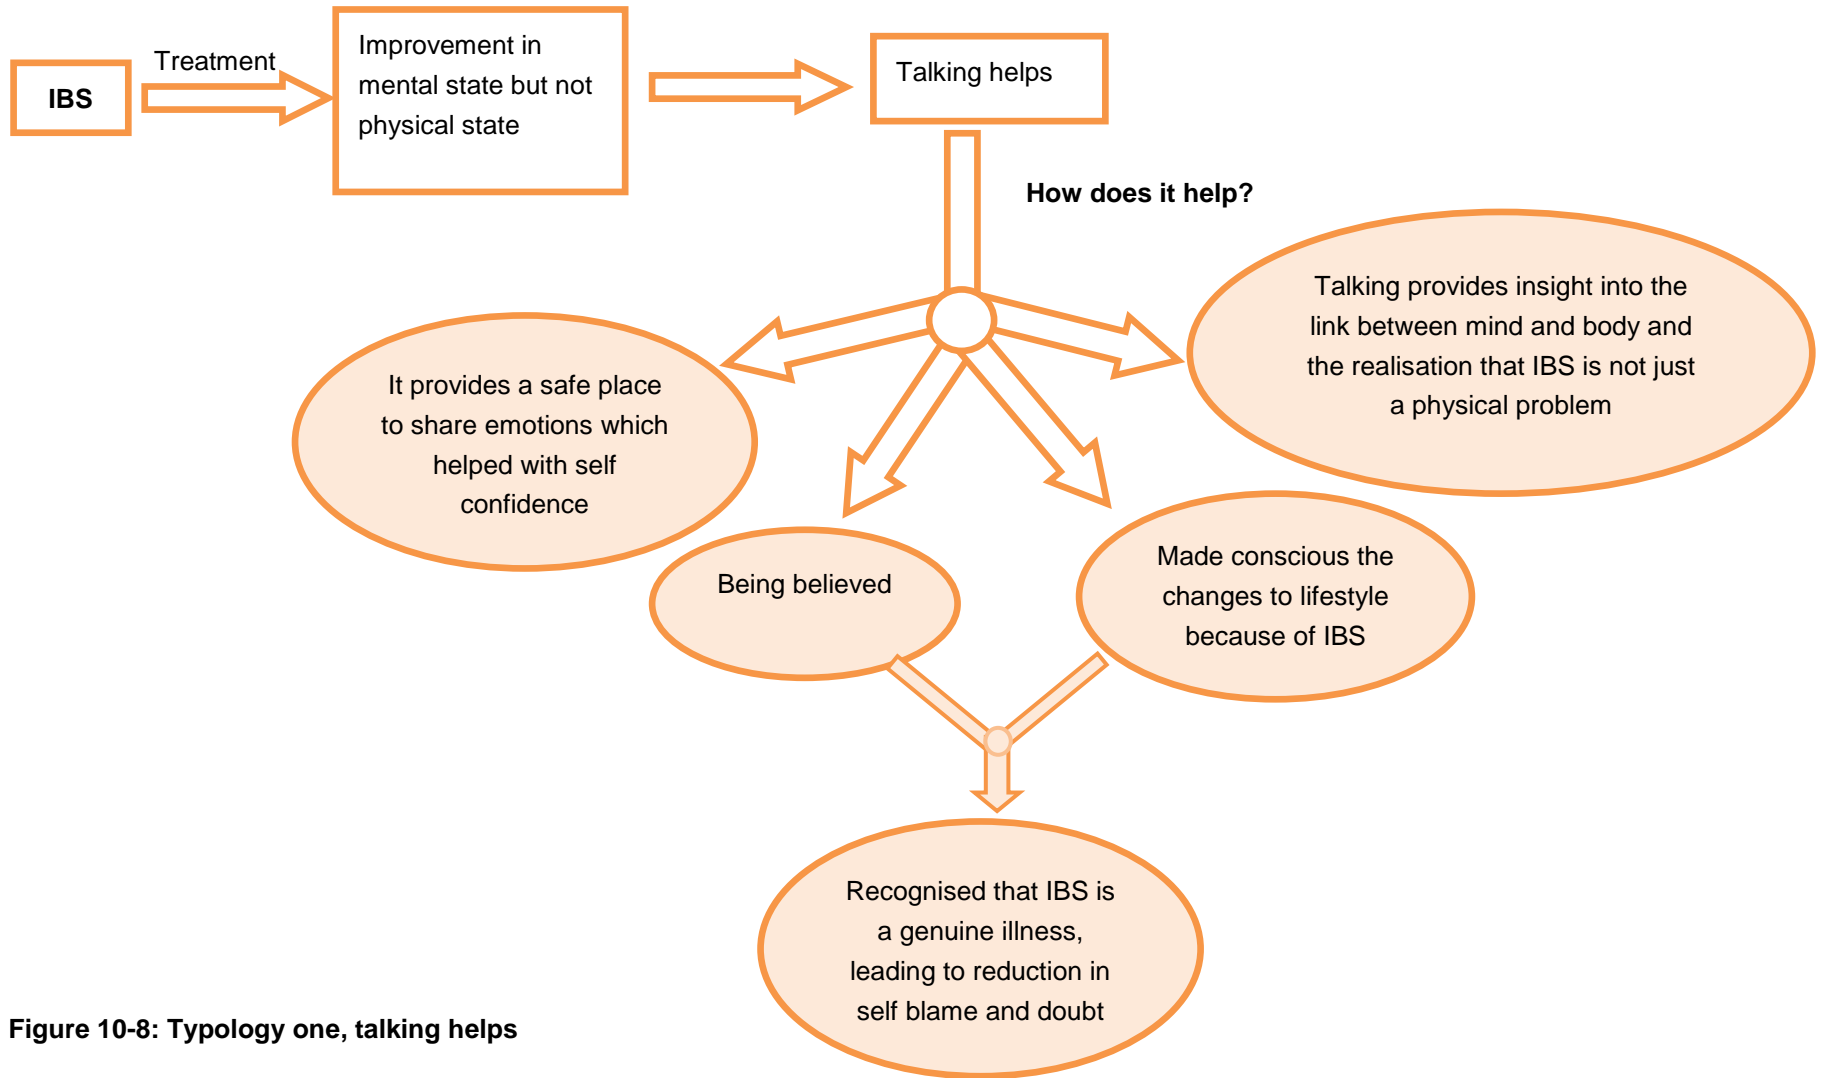 IBS
Treatment
Improvement in
mental state but not
physical state
Talking helps
How does it help?
Talking provides insight into the
link between mind and body and
the realisation that IBS is not just
a physical problem
It provides a safe place
to share emotions which
helped with self
confidence
Being believed
Made conscious the
changes to lifestyle
because of IBS
Recognised that IBS is
a genuine illness,
leading to reduction in
self blame and doubt
Figure 10-8: Typology one, talking helps